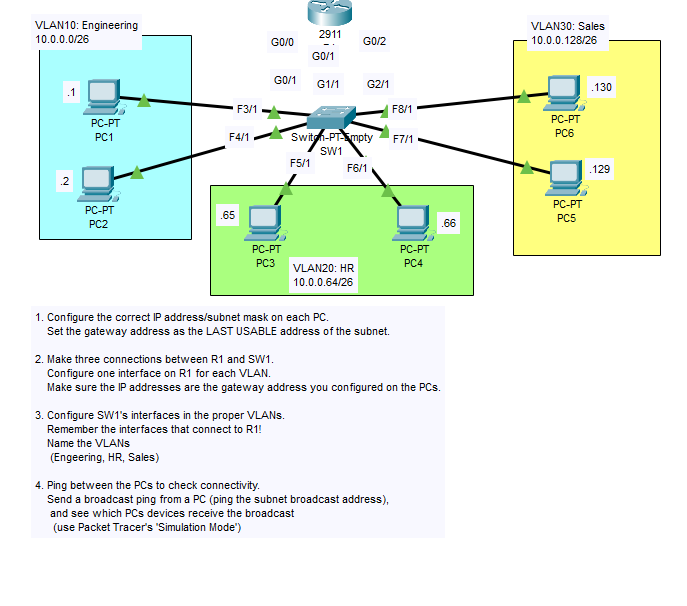 VLAN10: Engineering
10.0.0.0/26
VLAN30: Sales
10.0.0.128/26
2911
G0/0
G0/2
G0/1
G0/1
G1/1
G2/1
.1
PC-PT
PC1
F3/1
F8/1
.130
PC-PT
PC6
Switch-PT-Empty
SW1
F4/1
F7/1
.2
PC-PT
PC2
F5/1
F6/1
.129
PC-PT
PC5
.65
PC-PT
PC3
.66
PC-PT
PC4
VLAN20: HR
10.0.0.64/26
1. Configure the correct IP address/subnet mask on each PC.
Set the gateway address as the LAST USABLE address of the subnet.
2. Make three connections between R1 and SW1.
Configure one interface on R1 for each VLAN.
Make sure the IP addresses are the gateway address you configured on the PCs.
3. Configure SW1's interfaces in the proper VLANs.
Remember the interfaces that connect to R1!
Name the VLANs
(Engeering, HR, Sales)
4. Ping between the PCs to check connectivity.
Send a broadcast ping from a PC (ping the subnet broadcast address),
and see which PCs devices receive the broadcast
(use Packet Tracer's 'Simulation Mode')